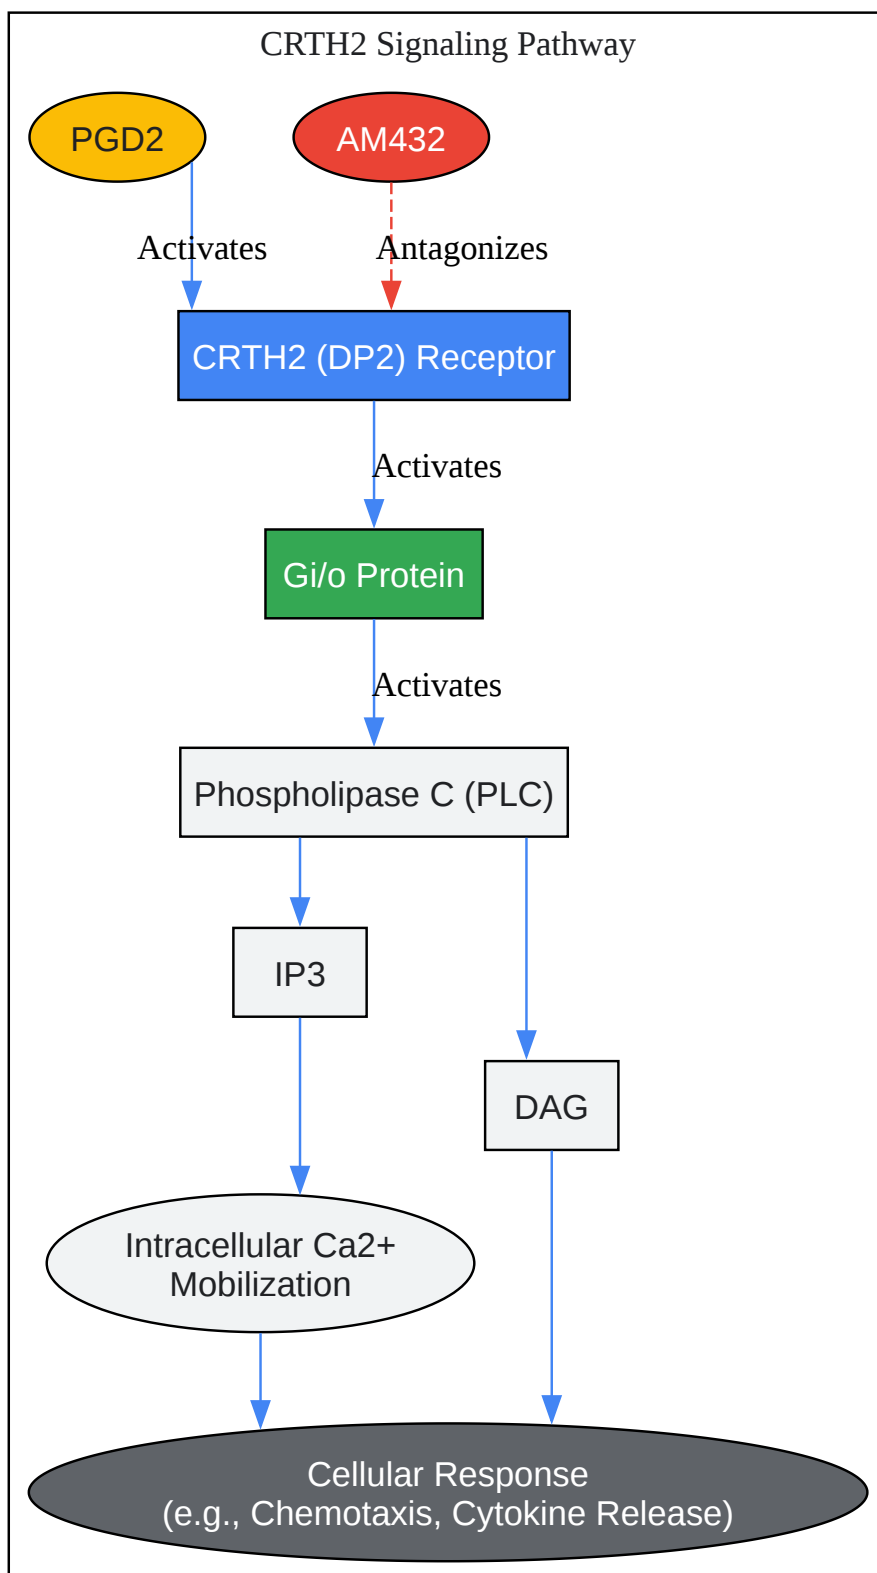 CRTH2 Signaling Pathway
PGD2
AM432
Activates
Antagonizes
CRTH2 (DP2) Receptor
Activates
Gi/o Protein
Activates
Phospholipase C (PLC)
IP3
DAG
Intracellular Ca2+
Mobilization
Cellular Response
(e.g., Chemotaxis, Cytokine Release)